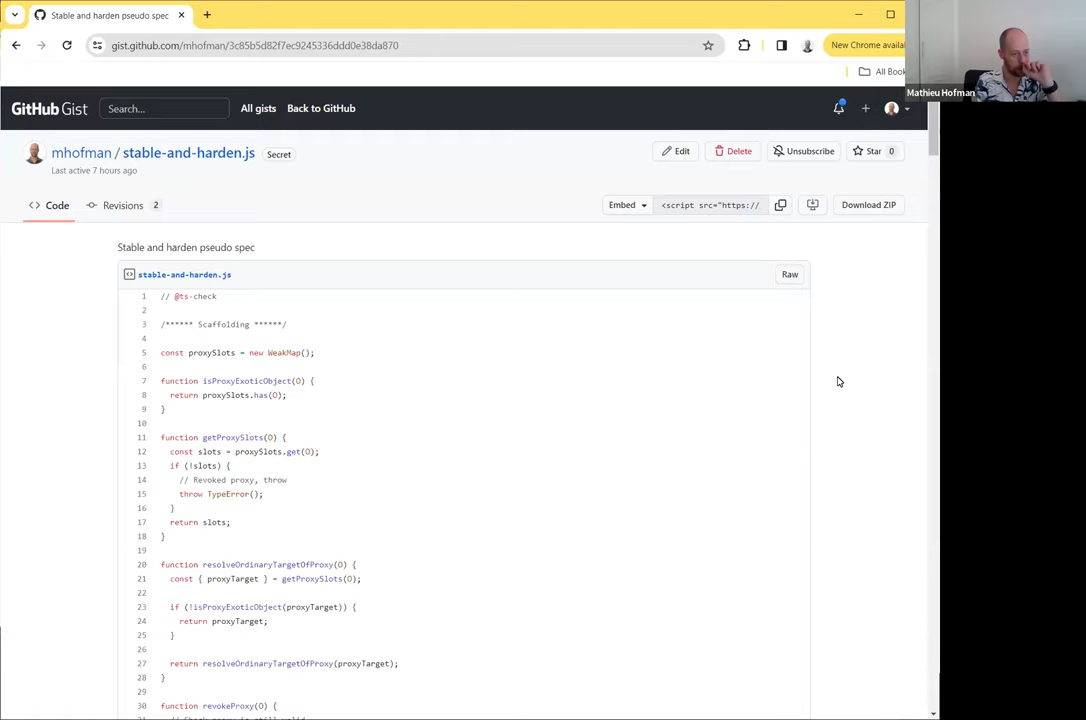 Stable and harden pseudo spec
gist.github.com/mhofman/3c85b5d82f7ec9245336ddd0e38da870
New Chrome availa
All Book
Mathieu Hofman
GitHub Gist
Search...
All gists
Back to GitHub
mhofman / stable-and-harden.js
Secret
Last active 7 hours ago
Edit
Delete
Unsubscribe
Star 0
Code
Revisions 2
Embed
<script src="https://
Download ZIP
Stable and harden pseudo spec
stable-and-harden.js
Raw
1 // @ts-check
2
3 /****** Scaffolding ******/
4
5 const proxySlots = new WeakMap();
6
7 function isProxyExoticObject(O) {
8 return proxySlots.has(O);
9 }
10
11 function getProxySlots(O) {
12 const slots = proxySlots.get(O);
13 if (!slots) {
14 // Revoked proxy, throw
15 throw TypeError();
16 }
17 return slots;
18 }
19
20 function resolveOrdinaryTargetOfProxy(O) {
21 const { proxyTarget } = getProxySlots(O);
22
23 if (!isProxyExoticObject(proxyTarget)) {
24 return proxyTarget;
25 }
26
27 return resolveOrdinaryTargetOfProxy(proxyTarget);
28 }
29
30 function revokeProxy(O) {
31 // Check proxy is still valid